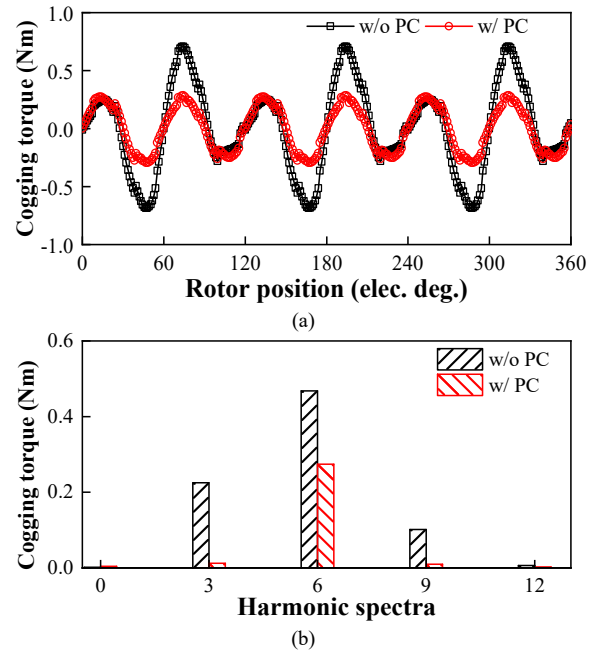 w/o PC
w/ PC
Cogging torque (Nm)
1.0
0.5
0.0
-0.5
-1.0
0 60 120 180 240 300 360
Rotor position (elec. deg.)
(a)
w/o PC
w/ PC
Cogging torque (Nm)
0.6
0.4
0.2
0.0
0 3 6 9 12
Harmonic spectra
(b)